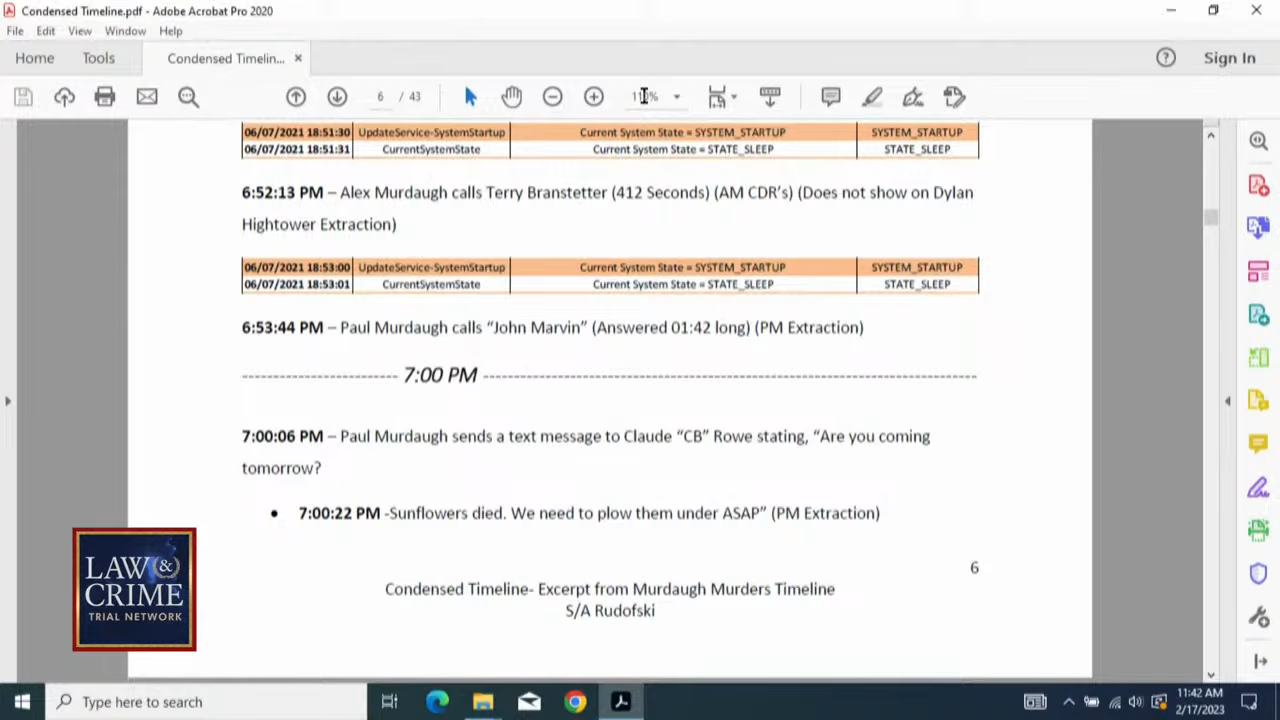 Condensed Timeline.pdf - Adobe Acrobat Pro 2020
File Edit View Window Help
Home Tools Condensed Timelin... × Sign In
6 / 43
06/07/2021 18:51:30 UpdateService-SystemStartup Current System State = SYSTEM_STARTUP SYSTEM_STARTUP
06/07/2021 18:51:31 CurrentSystemState Current System State = STATE_SLEEP STATE_SLEEP
6:52:13 PM – Alex Murdaugh calls Terry Branstetter (412 Seconds) (AM CDR's) (Does not show on Dylan
Hightower Extraction)
06/07/2021 18:53:00 UpdateService-SystemStartup Current System State = SYSTEM_STARTUP SYSTEM_STARTUP
06/07/2021 18:53:01 CurrentSystemState Current System State = STATE_SLEEP STATE_SLEEP
6:53:44 PM – Paul Murdaugh calls “John Marvin” (Answered 01:42 long) (PM Extraction)
7:00 PM
7:00:06 PM – Paul Murdaugh sends a text message to Claude “CB” Rowe stating, “Are you coming
tomorrow?
• 7:00:22 PM -Sunflowers died. We need to plow them under ASAP” (PM Extraction)
6
Condensed Timeline- Excerpt from Murdaugh Murders Timeline
S/A Rudofski
LAW &
CRIME
TRIAL NETWORK
Type here to search
11:42 AM
2/17/2023